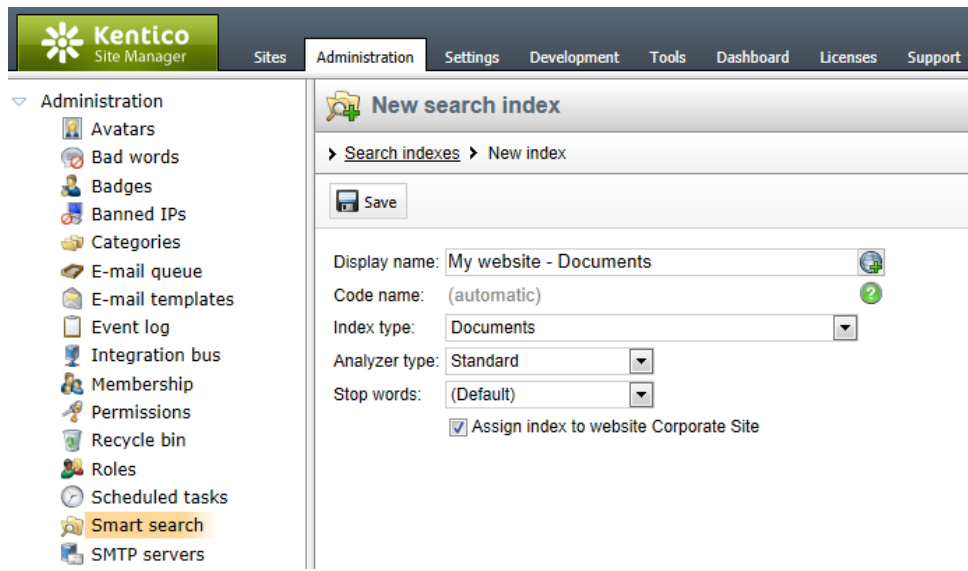 Kentico
Site Manager
Sites Administration Settings Development Tools Dashboard Licenses Support
Administration
Avatars
Bad words
Badges
Banned IPs
Categories
E-mail queue
E-mail templates
Event log
Integration bus
Membership
Permissions
Recycle bin
Roles
Scheduled tasks
Smart search
SMTP servers
New search index
Search indexes New index
Save
Display name: My website - Documents
Code name: (automatic) ?
Index type: Documents
Analyzer type: Standard
Stop words: (Default)
Assign index to website Corporate Site